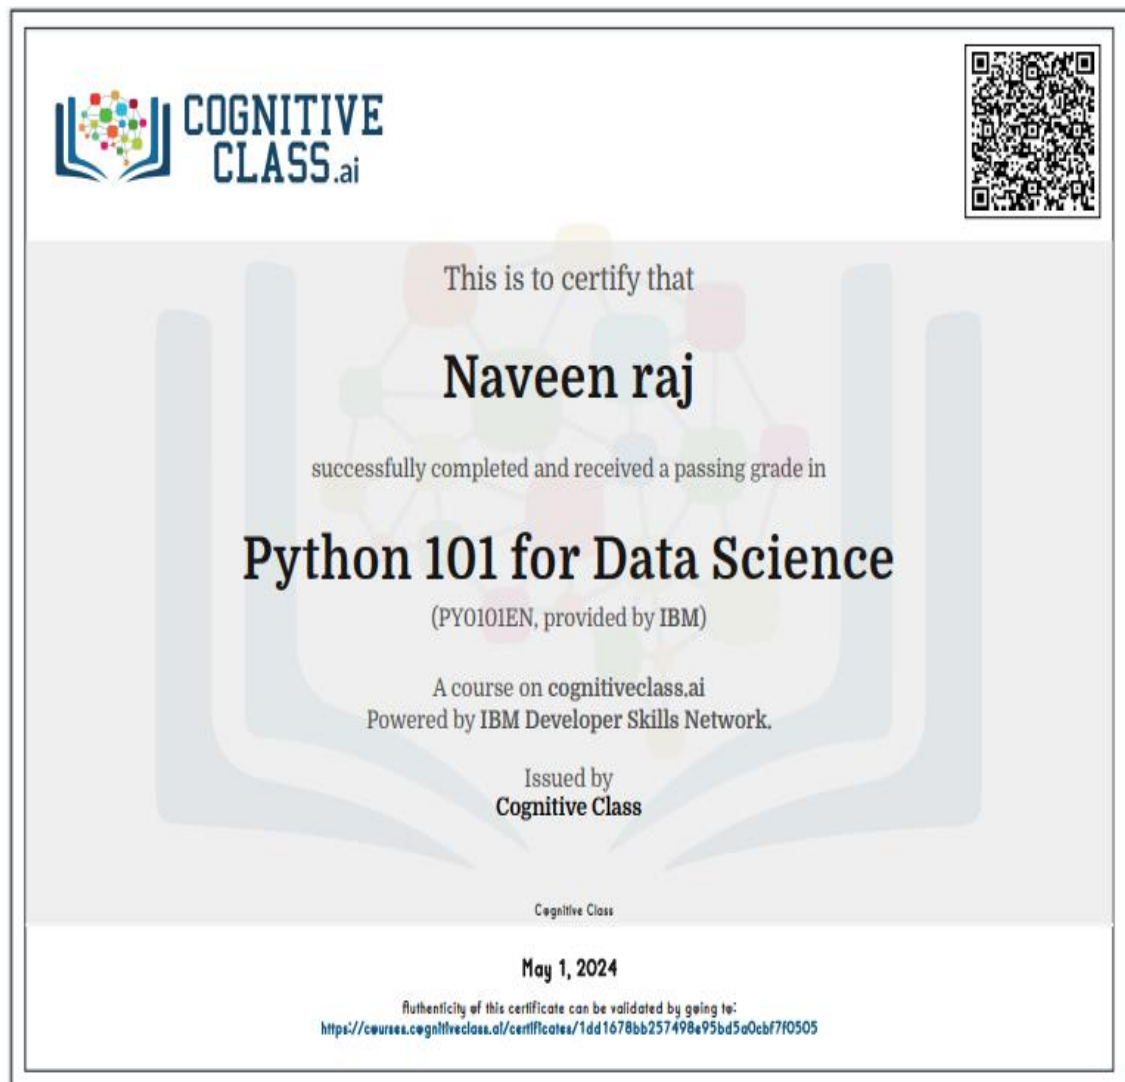 COGNITIVE
CLASS.ai
This is to certify that
Naveen raj
successfully completed and received a passing grade in
Python 101 for Data Science
(PY0101EN, provided by IBM)
A course on cognitiveclass.ai
Powered by IBM Developer Skills Network.
Issued by
Cognitive Class
Cognitive Class
May 1, 2024
Authenticity of this certificate can be validated by going to:
https://courses.cognitiveclass.ai/certificates/1dd1678bb257498e95bd5a0cbf7f0505